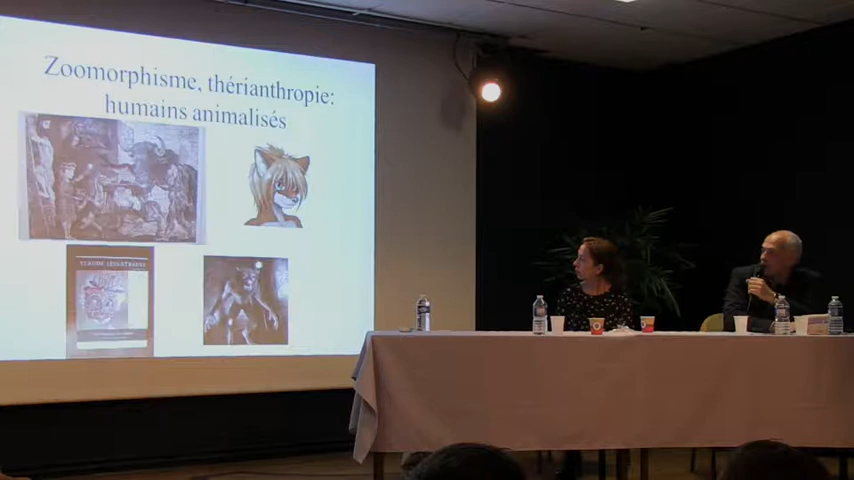 Zoomorphisme, thérianthropie:
humains animalisés
CLAUDE LÉVI-STRAUSS